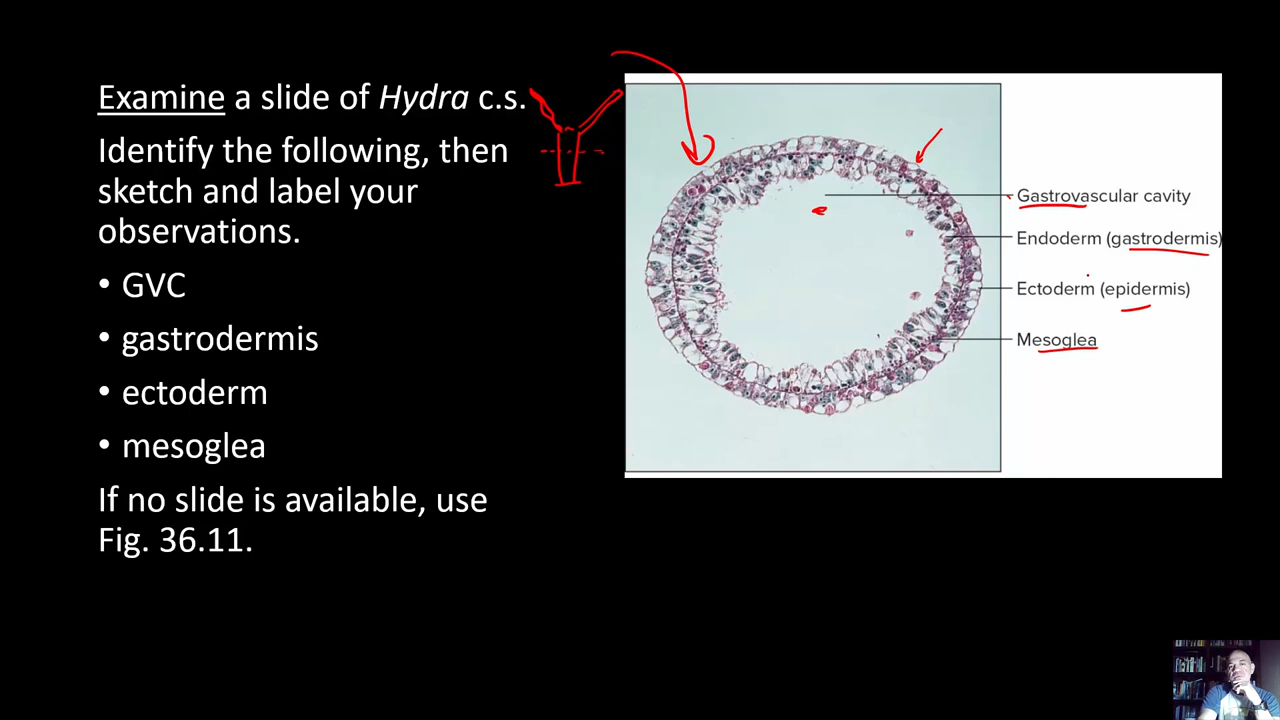 Examine a slide of Hydra c.s.
Identify the following, then
sketch and label your
observations.
• GVC
• gastrodermis
• ectoderm
• mesoglea
If no slide is available, use
Fig. 36.11.
Gastrovascular cavity
Endoderm (gastrodermis)
Ectoderm (epidermis)
Mesoglea